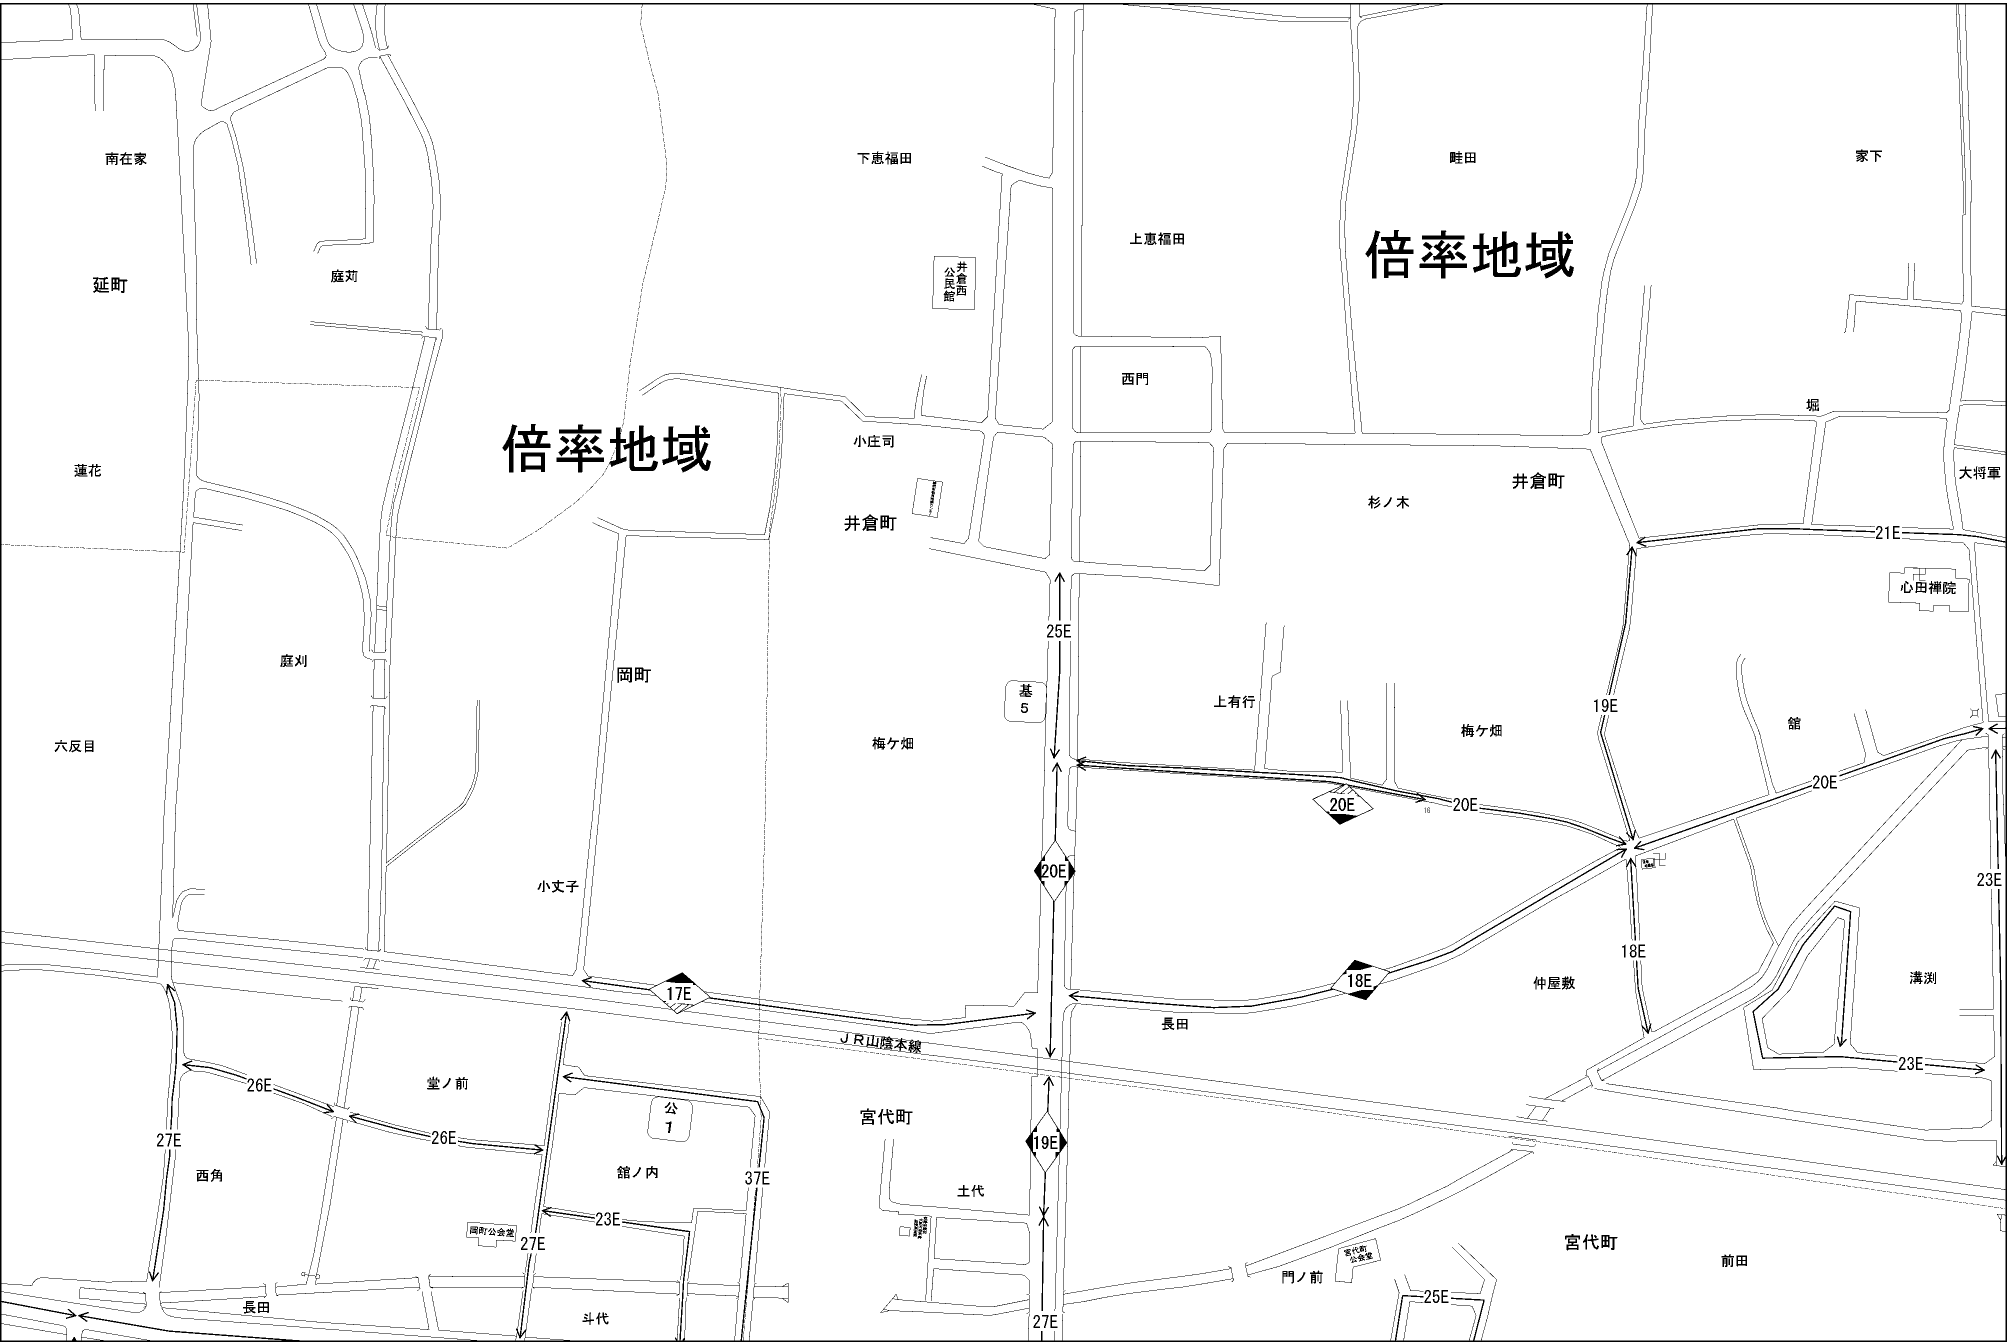 南在家
下恵福田
畦田
家下
上恵福田
倍率地域
延町
庭苅
井倉西
公民館
西門
堀
小庄司
倍率地域
蓮花
大将軍
井倉町
杉ノ木
井倉町
21E
心田禅院
25E
庭刈
岡町
基
5
上有行
19E
梅ケ畑
舘
六反目
梅ケ畑
20E
20E
20E
16
20E
23E
小丈子
18E
17E
18E
仲屋敷
溝渕
長田
JR山陰本線
23E
26E
堂ノ前
公
1
宮代町
26E
27E
19E
西角
舘ノ内
37E
土代
23E
岡町公会堂
27E
宮代町
公会堂
宮代町
前田
門ノ前
25E
長田
斗代
27E